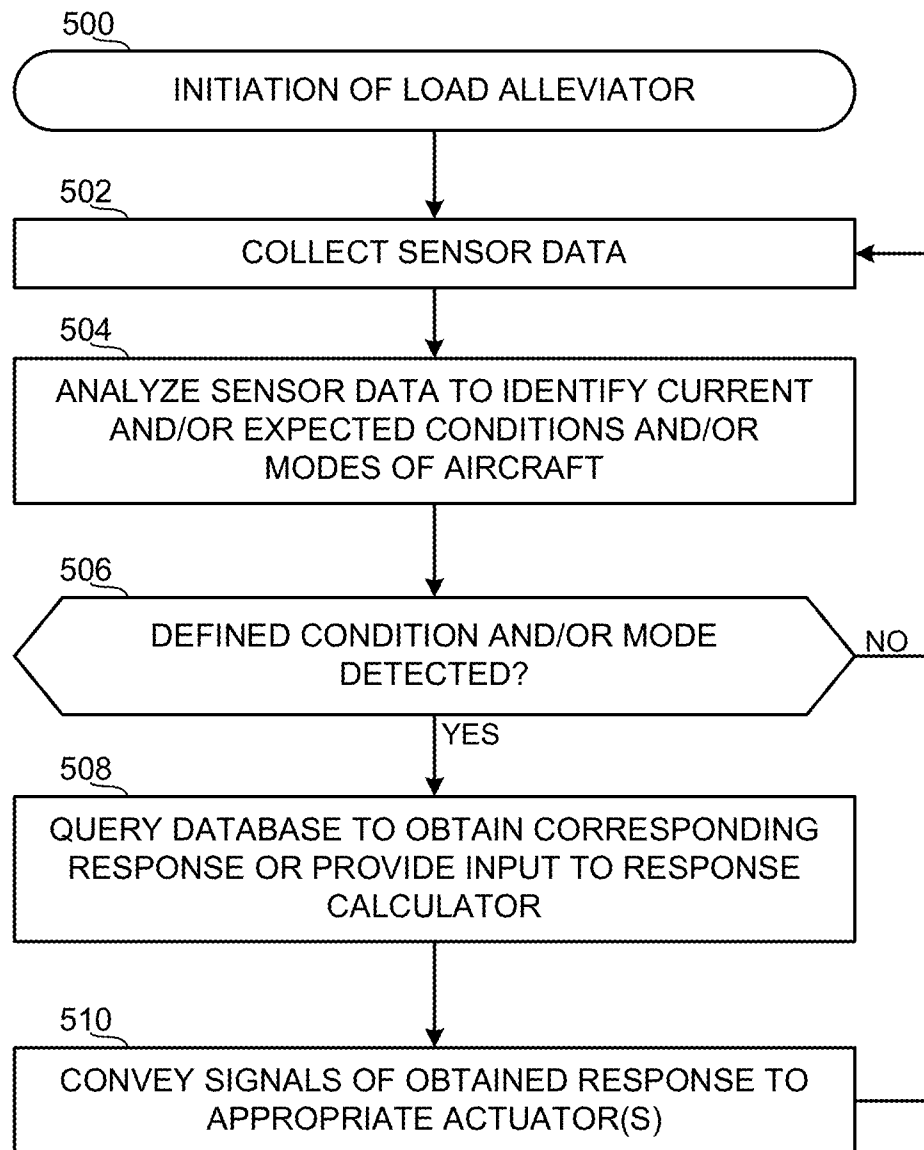 500
INITIATION OF LOAD ALLEVIATOR
502
COLLECT SENSOR DATA
504
ANALYZE SENSOR DATA TO IDENTIFY CURRENT
AND/OR EXPECTED CONDITIONS AND/OR
MODES OF AIRCRAFT
506
DEFINED CONDITION AND/OR MODE
DETECTED?
NO
YES
508
QUERY DATABASE TO OBTAIN CORRESPONDING
RESPONSE OR PROVIDE INPUT TO RESPONSE
CALCULATOR
510
CONVEY SIGNALS OF OBTAINED RESPONSE TO
APPROPRIATE ACTUATOR(S)